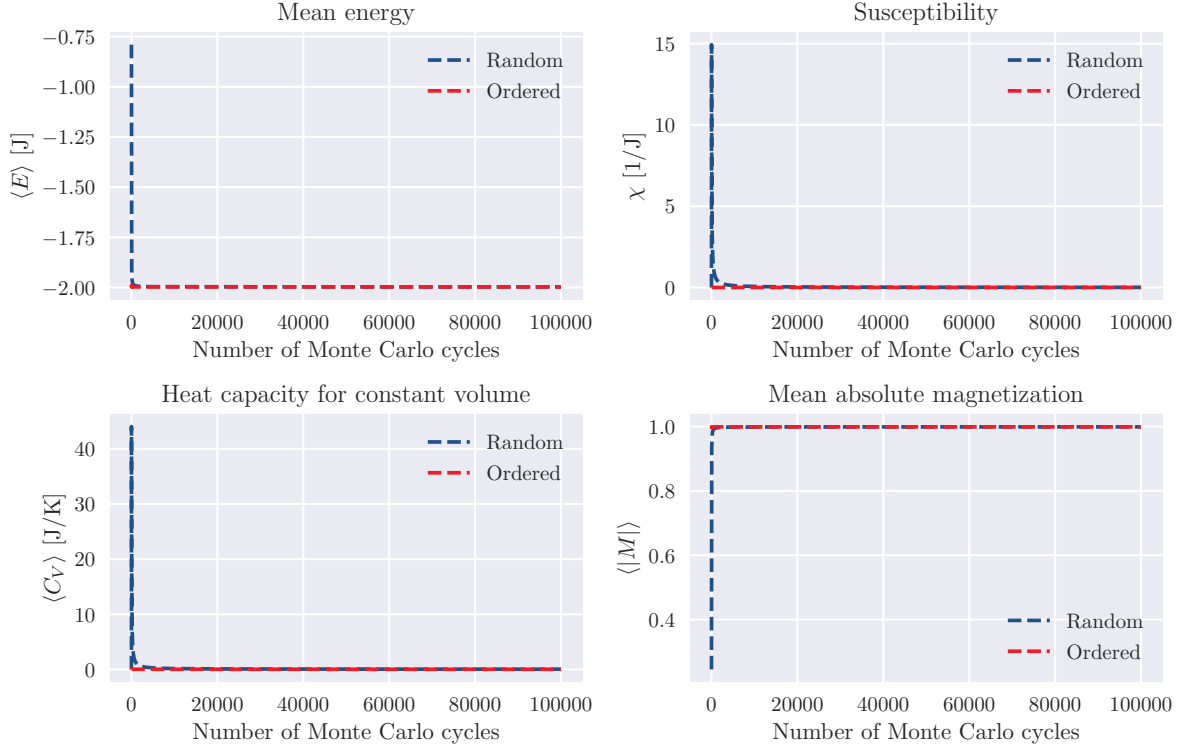 Mean energy
−0.75
−1.00
−1.25
−1.50
−1.75
−2.00
⟨E⟩ [J]
Random
Ordered
0 20000 40000 60000 80000 100000
Number of Monte Carlo cycles
Susceptibility
15
10
5
0
χ [1/J]
Random
Ordered
0 20000 40000 60000 80000 100000
Number of Monte Carlo cycles
Heat capacity for constant volume
40
30
20
10
0
⟨C_V⟩ [J/K]
Random
Ordered
0 20000 40000 60000 80000 100000
Number of Monte Carlo cycles
Mean absolute magnetization
1.0
0.8
0.6
0.4
⟨|M|⟩
Random
Ordered
0 20000 40000 60000 80000 100000
Number of Monte Carlo cycles